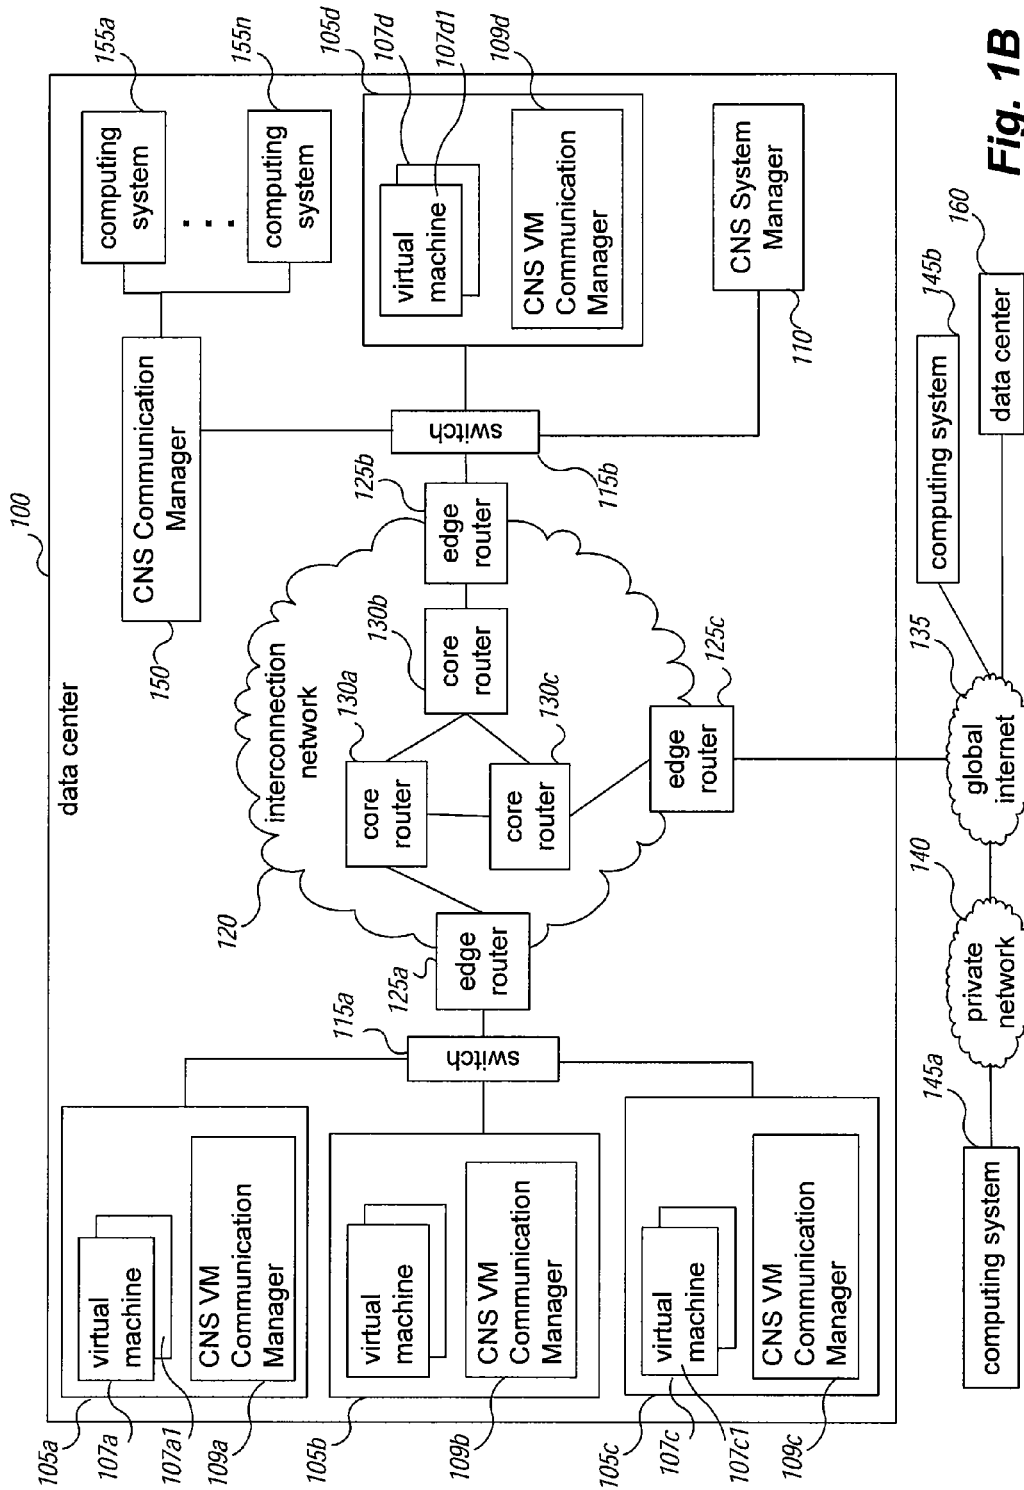 100
data center
105a
107a
107a1
109a
virtual
machine
CNS VM
Communication
Manager
105b
109b
virtual
machine
CNS VM
Communication
Manager
105c
107c
107c1
109c
virtual
machine
CNS VM
Communication
Manager
115a
switch
120
interconnection
network
125a
edge
router
130a
core
router
130b
core
router
130c
core
router
125b
edge
router
125c
edge
router
115b
switch
150
CNS Communication
Manager
155a
computing
system
. . .
155n
computing
system
105d
107d
107d1
109d
virtual
machine
CNS VM
Communication
Manager
110
CNS System
Manager
145a
computing system
140
private
network
135
global
internet
145b
computing system
160
data center
Fig. 1B